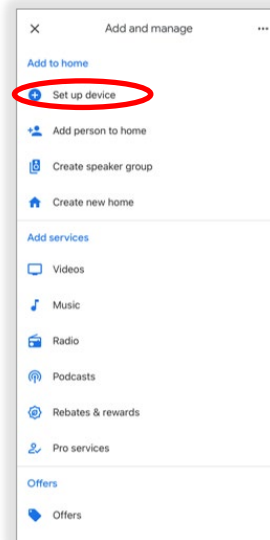 Add and manage
Add to home
Set up device
Add person to home
Create speaker group
Create new home
Add services
Videos
Music
Radio
Podcasts
Rebates & rewards
Pro services
Offers
Offers